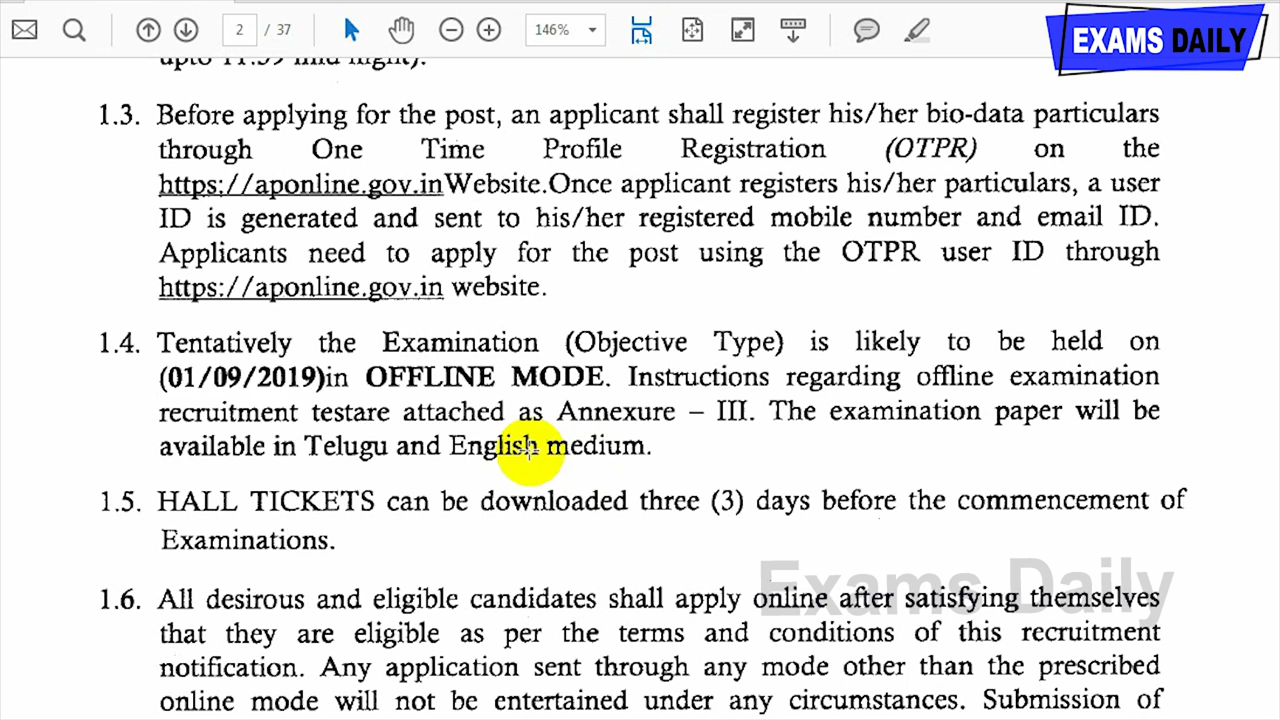 2 / 37
146%
EXAMS DAILY
upto 11:59 mid night).
1.3. Before applying for the post, an applicant shall register his/her bio-data particulars
through One Time Profile Registration (OTPR) on the
https://aponline.gov.inWebsite.Once applicant registers his/her particulars, a user
ID is generated and sent to his/her registered mobile number and email ID.
Applicants need to apply for the post using the OTPR user ID through
https://aponline.gov.in website.
1.4. Tentatively the Examination (Objective Type) is likely to be held on
(01/09/2019)in OFFLINE MODE. Instructions regarding offline examination
recruitment testare attached as Annexure – III. The examination paper will be
available in Telugu and English medium.
1.5. HALL TICKETS can be downloaded three (3) days before the commencement of
Examinations.
Exams Daily
1.6. All desirous and eligible candidates shall apply online after satisfying themselves
that they are eligible as per the terms and conditions of this recruitment
notification. Any application sent through any mode other than the prescribed
online mode will not be entertained under any circumstances. Submission of